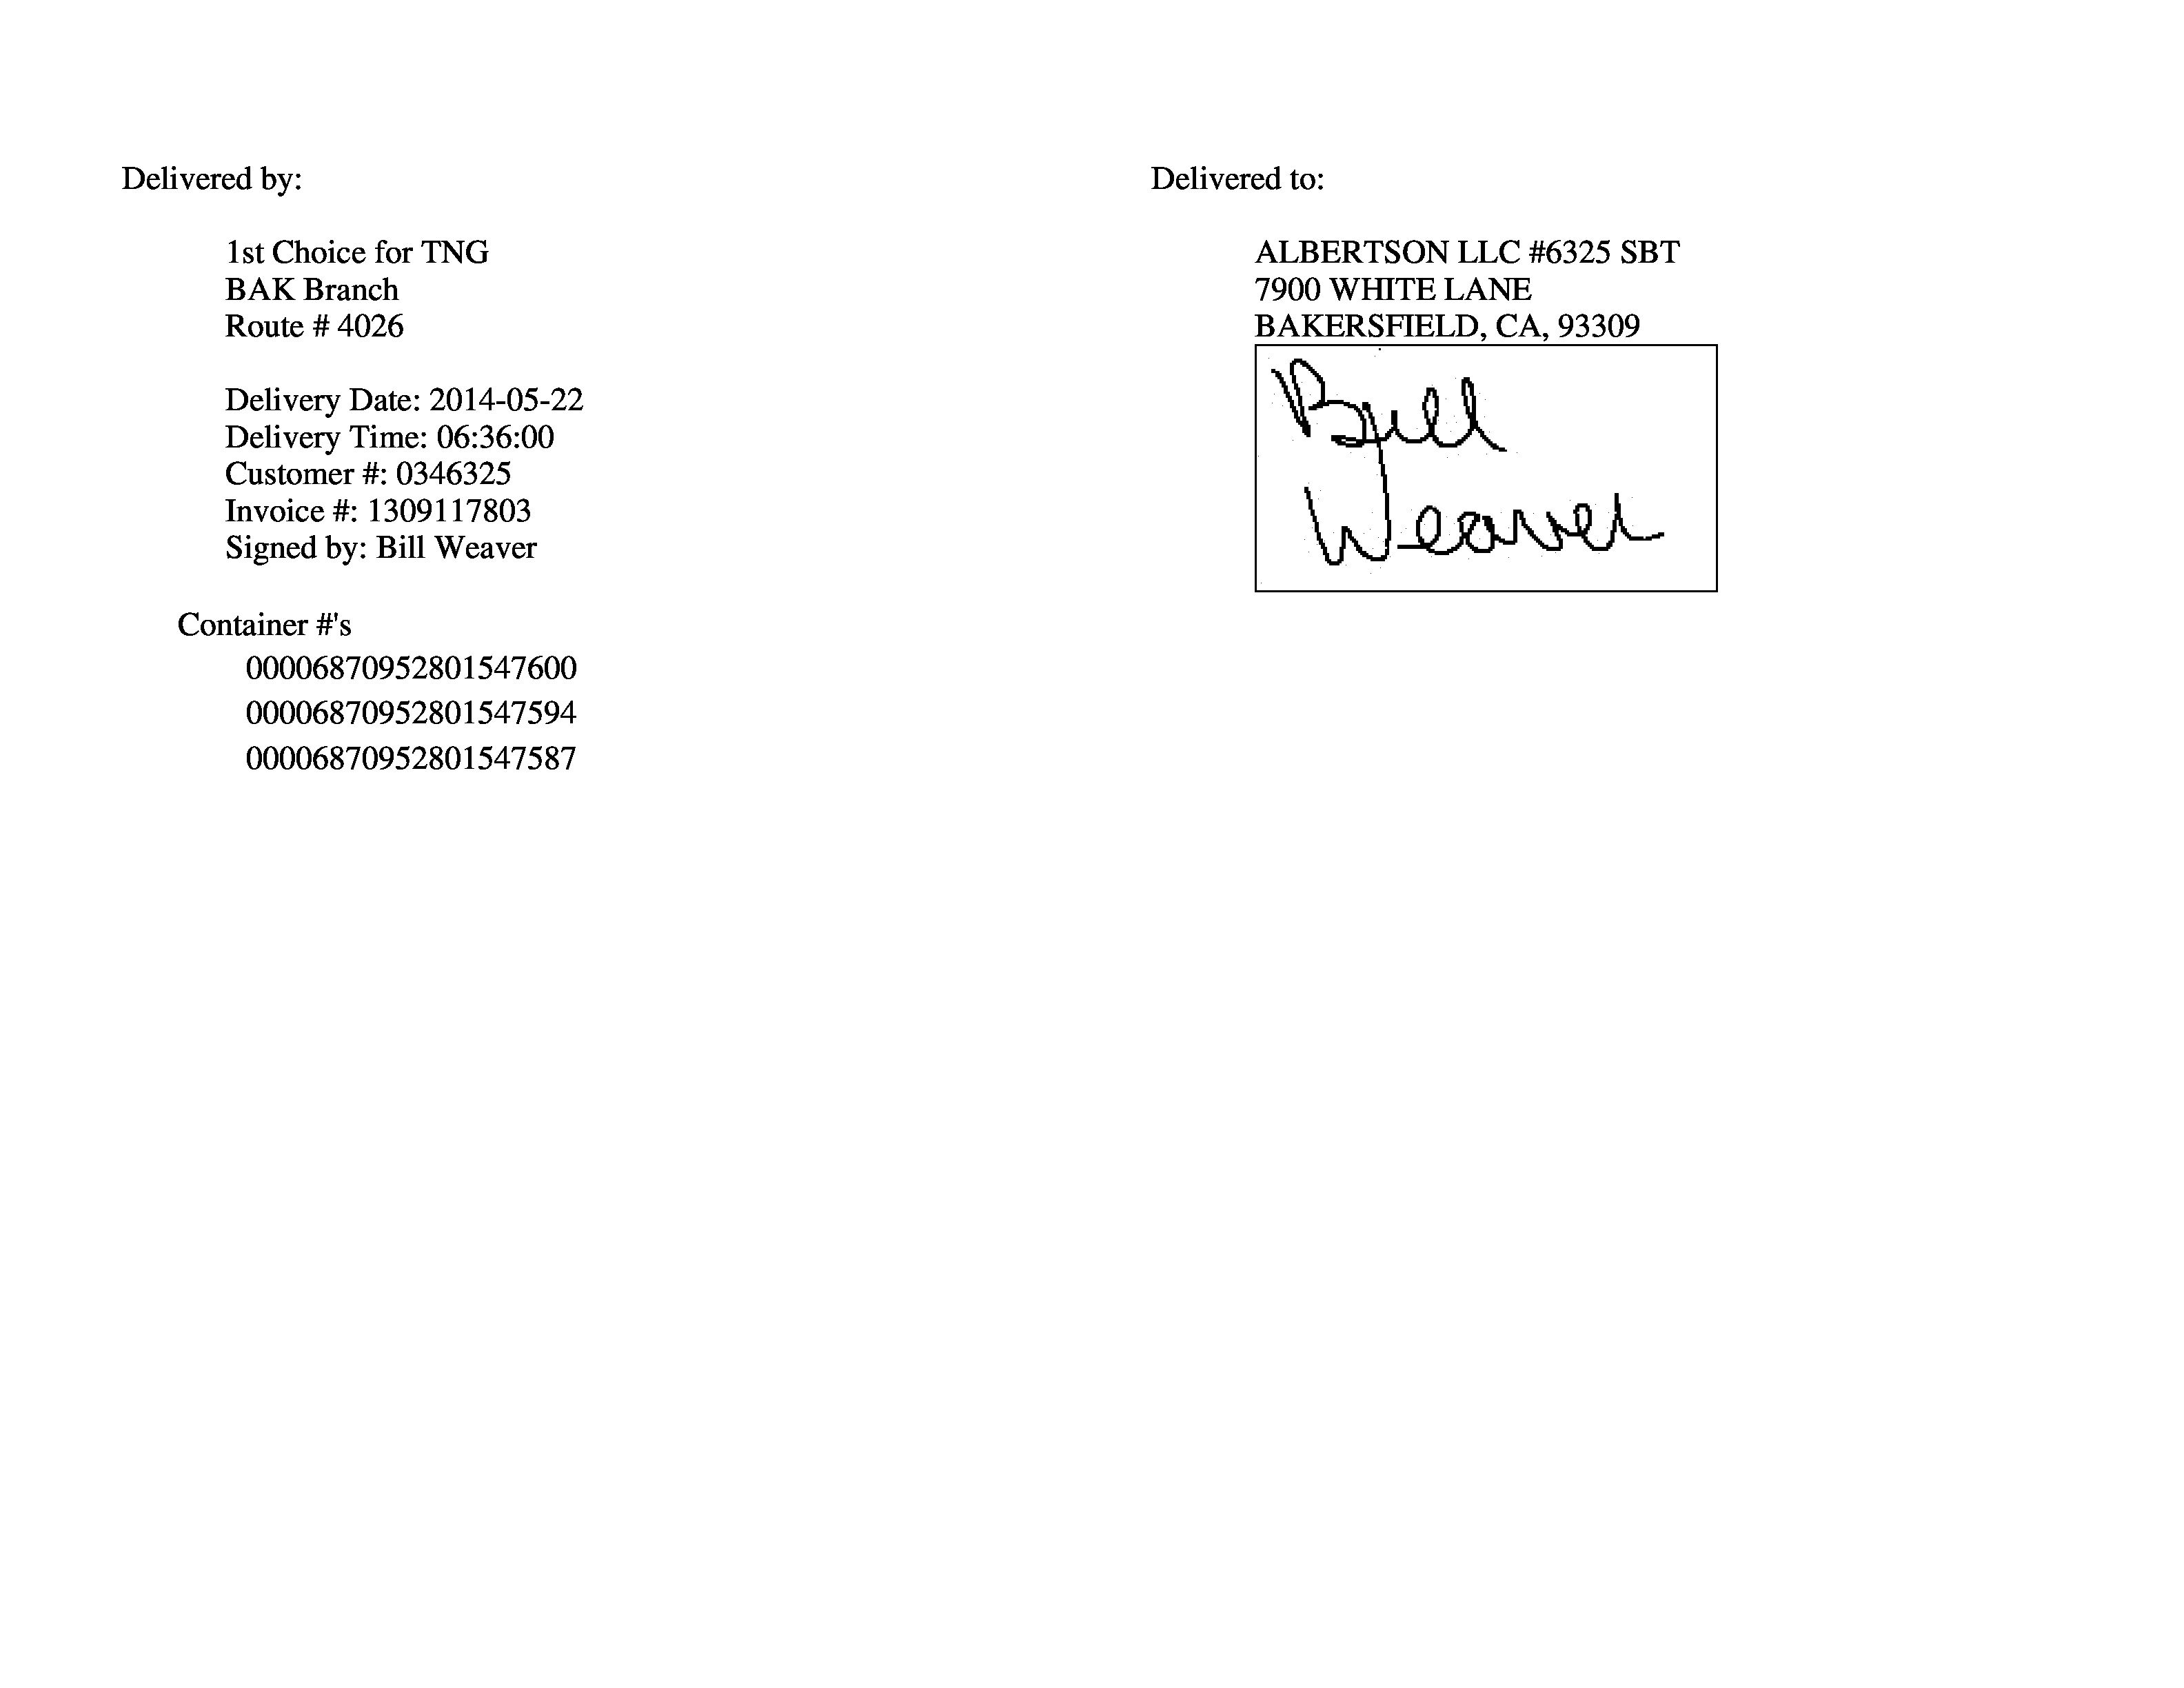 Delivered by:
1st Choice for TNG
BAK Branch
Route # 4026
Delivery Date: 2014-05-22
Delivery Time: 06:36:00
Customer #: 0346325
Invoice #: 1309117803
Signed by: Bill Weaver
Container #'s
00006870952801547600
00006870952801547594
00006870952801547587
Delivered to:
ALBERTSON LLC #6325 SBT
7900 WHITE LANE
BAKERSFIELD, CA, 93309
Bill
Weaver